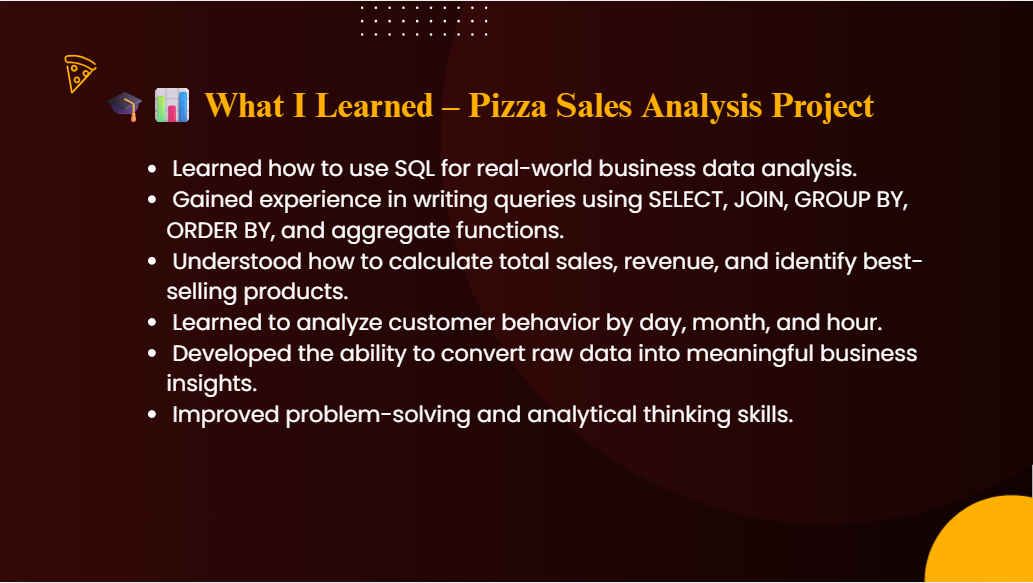 What I Learned – Pizza Sales Analysis Project
• Learned how to use SQL for real-world business data analysis.
• Gained experience in writing queries using SELECT, JOIN, GROUP BY,
ORDER BY, and aggregate functions.
• Understood how to calculate total sales, revenue, and identify best-
selling products.
• Learned to analyze customer behavior by day, month, and hour.
• Developed the ability to convert raw data into meaningful business
insights.
• Improved problem-solving and analytical thinking skills.